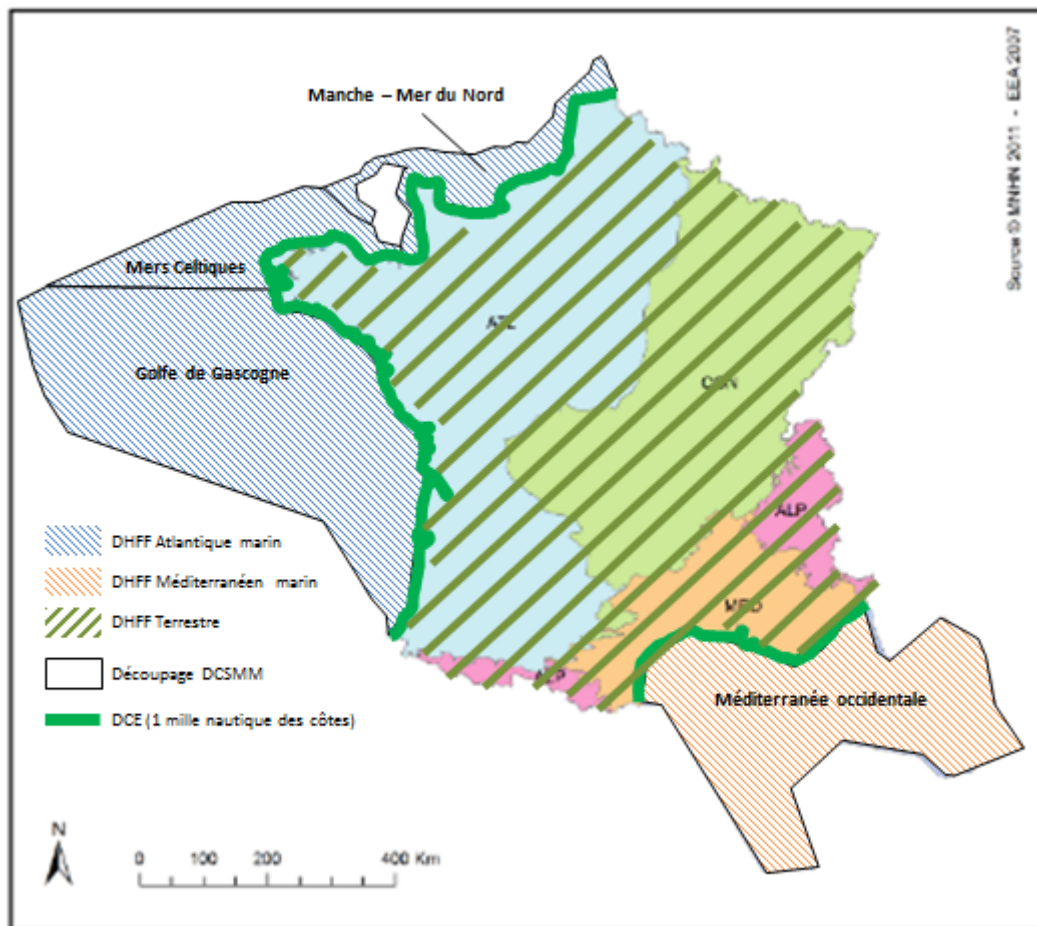 Manche – Mer du Nord
Source © MNHN 2011 - EEA 2007
Mers Celtiques
ATL
Golfe de Gascogne
CON
ALP
DHFF Atlantique marin
DHFF Méditerranéen marin
DHFF Terrestre
MED
Découpage DCSMM
ALP
Méditerranée occidentale
DCE (1 mille nautique des côtes)
N
0 100 200 400 Km